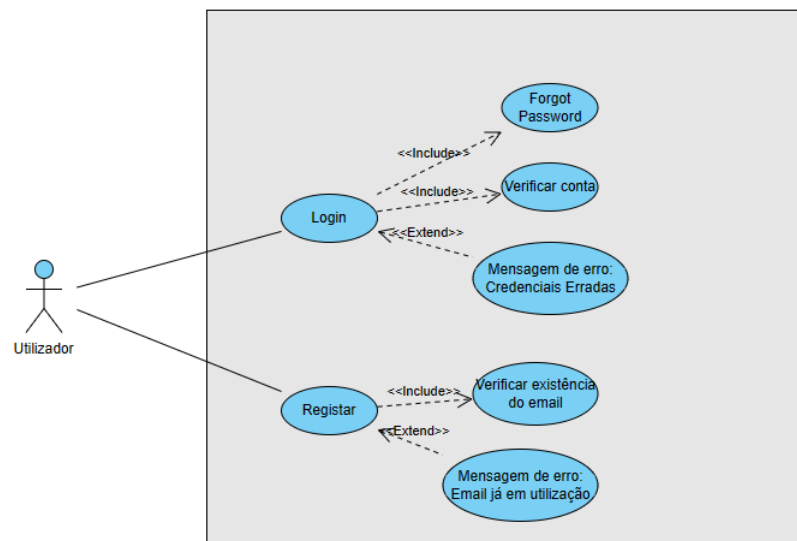 Forgot
Password
<<Include>>
<<Include>>
Verificar conta
Login
<<Extend>>
Mensagem de erro:
Credenciais Erradas
Utilizador
<<Include>>
Verificar existência
do email
Registar
<<Extend>>
Mensagem de erro:
Email já em utilização